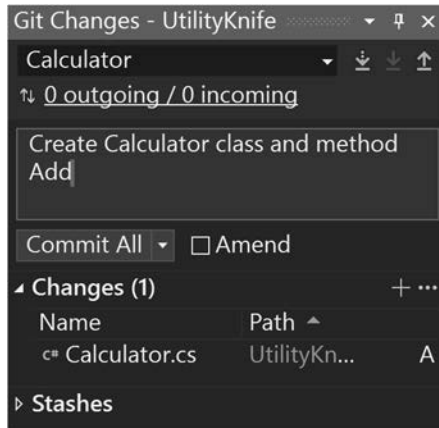 Git Changes - UtilityKnife
Calculator
0 outgoing / 0 incoming
Create Calculator class and method
Add
Commit All Amend
Changes (1)
Name Path
C# Calculator.cs UtilityKn... A
Stashes